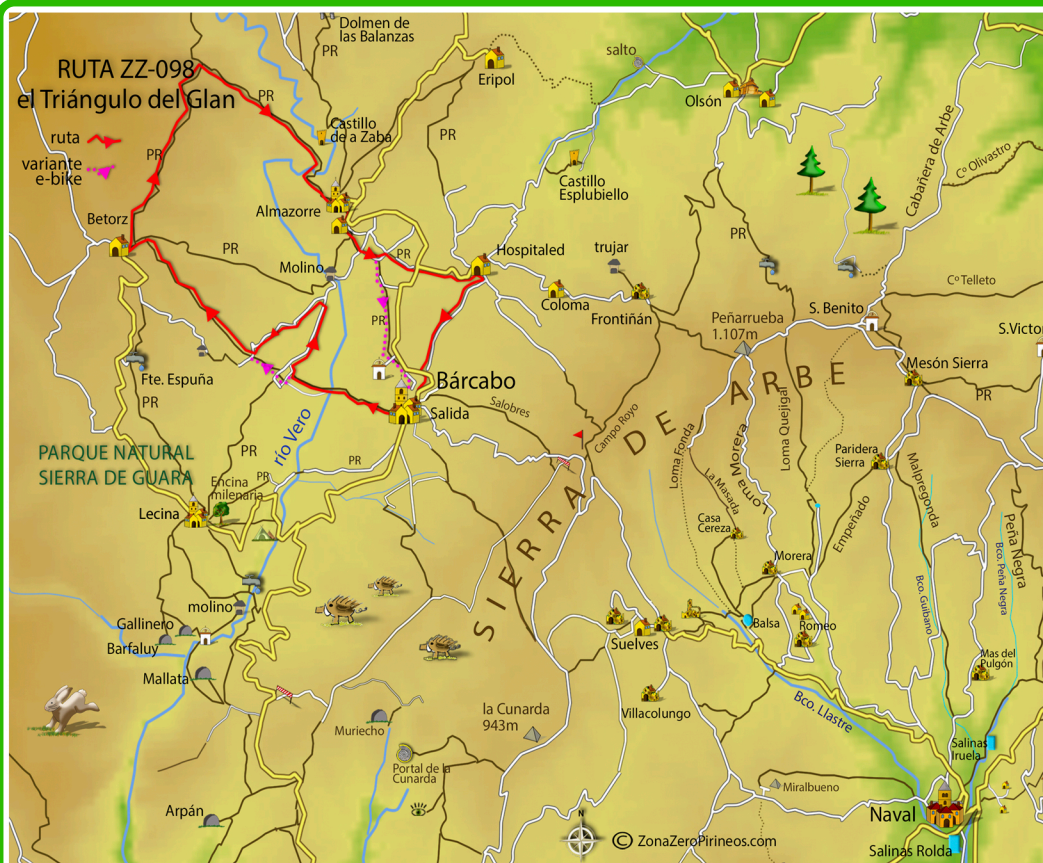 Dolmen de
las Balanzas
PR
Eripol
salto
Olsón
RUTA ZZ-098
el Triángulo del Glan
PR
ruta
variante
e-bike
PR
Castillo
de a Zaba
PR
Castillo
Esplubiello
Cabañera de Arbe
Cº Olivastro
Betorz
Almazorre
PR
Molino
PR
Hospitaled
trujar
PR
Coloma
Frontiñán
Cº Telleto
S. Benito
Peñarrueba
1.107m
S.Victor
PR
Mesón Sierra
PR
Fte. Espuña
PR
Bárcabo
Salida
Salobres
Campo Royo
SIERRA DE ARBE
Loma Fonda
La Masada
Loma Morera
Loma Quejigal
río Vero
PARQUE NATURAL
SIERRA DE GUARA
PR
PR
PR
Encina
milenaria
Lecina
Paridera
Sierra
Malpregonda
Empeñado
Peña Negra
Bco. Peña Negra
Bco. Guibano
Casa
Cereza
Morera
molino
Gallinero
Barfaluy
Mallata
Balsa
Romeo
Suelves
Mas del
Pulgón
Villacolungo
Bco. Llastre
la Cunarda
943m
Muriecho
Portal de la
Cunarda
Salinas
Iruela
Miralbueno
Arpán
Naval
N
© ZonaZeroPirineos.com
Salinas Rolda